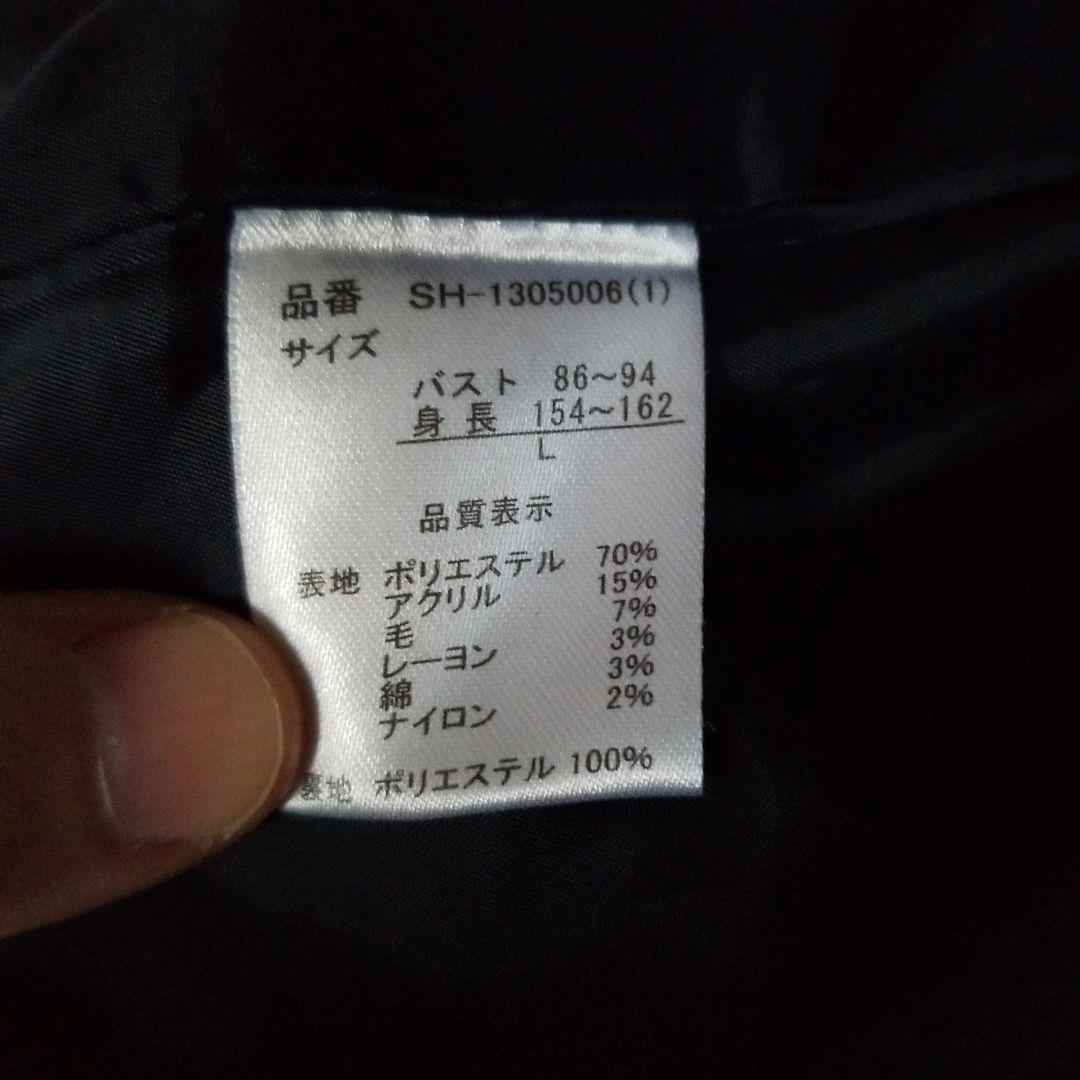 品番 SH-1305006(1)
サイズ
バスト 86～94
身長 154～162
L
品質表示
表地 ポリエステル 70%
アクリル 15%
毛 7%
レーヨン 3%
綿 3%
ナイロン 2%
裏地 ポリエステル 100%